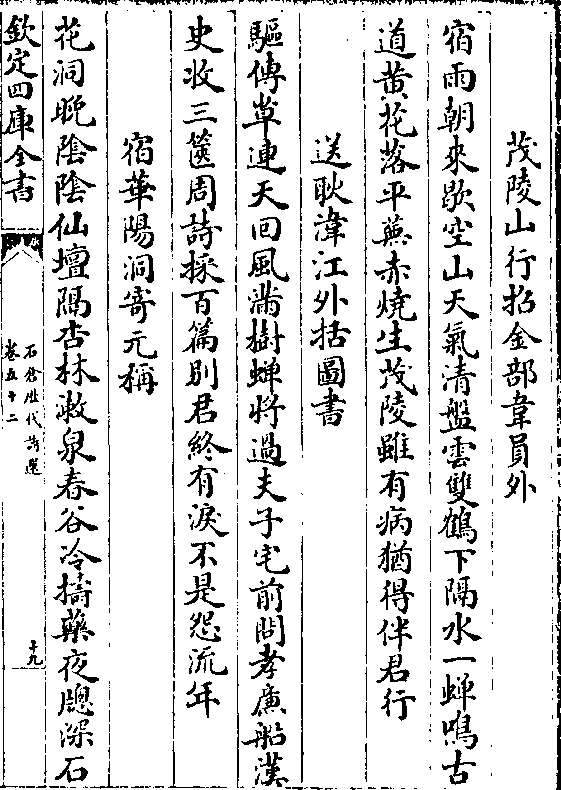 茂陵山行招金部韋員外
宿雨朝來歇空山天氣清盤雲雙鶴下隔水一蟬鳴古
道黄花落平蕪赤燒生茂陵雖有病猶得伴君行
送耿湋江外括圖書
驅傳草連天回風滿樹蟬將過夫子宅前問孝廉船漢
史收三篋周詩採百篇别君終有淚不是怨流年
宿華陽洞寄元稱
花洞晚陰陰仙壇隔杏林漱泉春谷冷擣藥夜牕深石
欽定四庫全書
石倉歴代詩選
卷五十二
十九